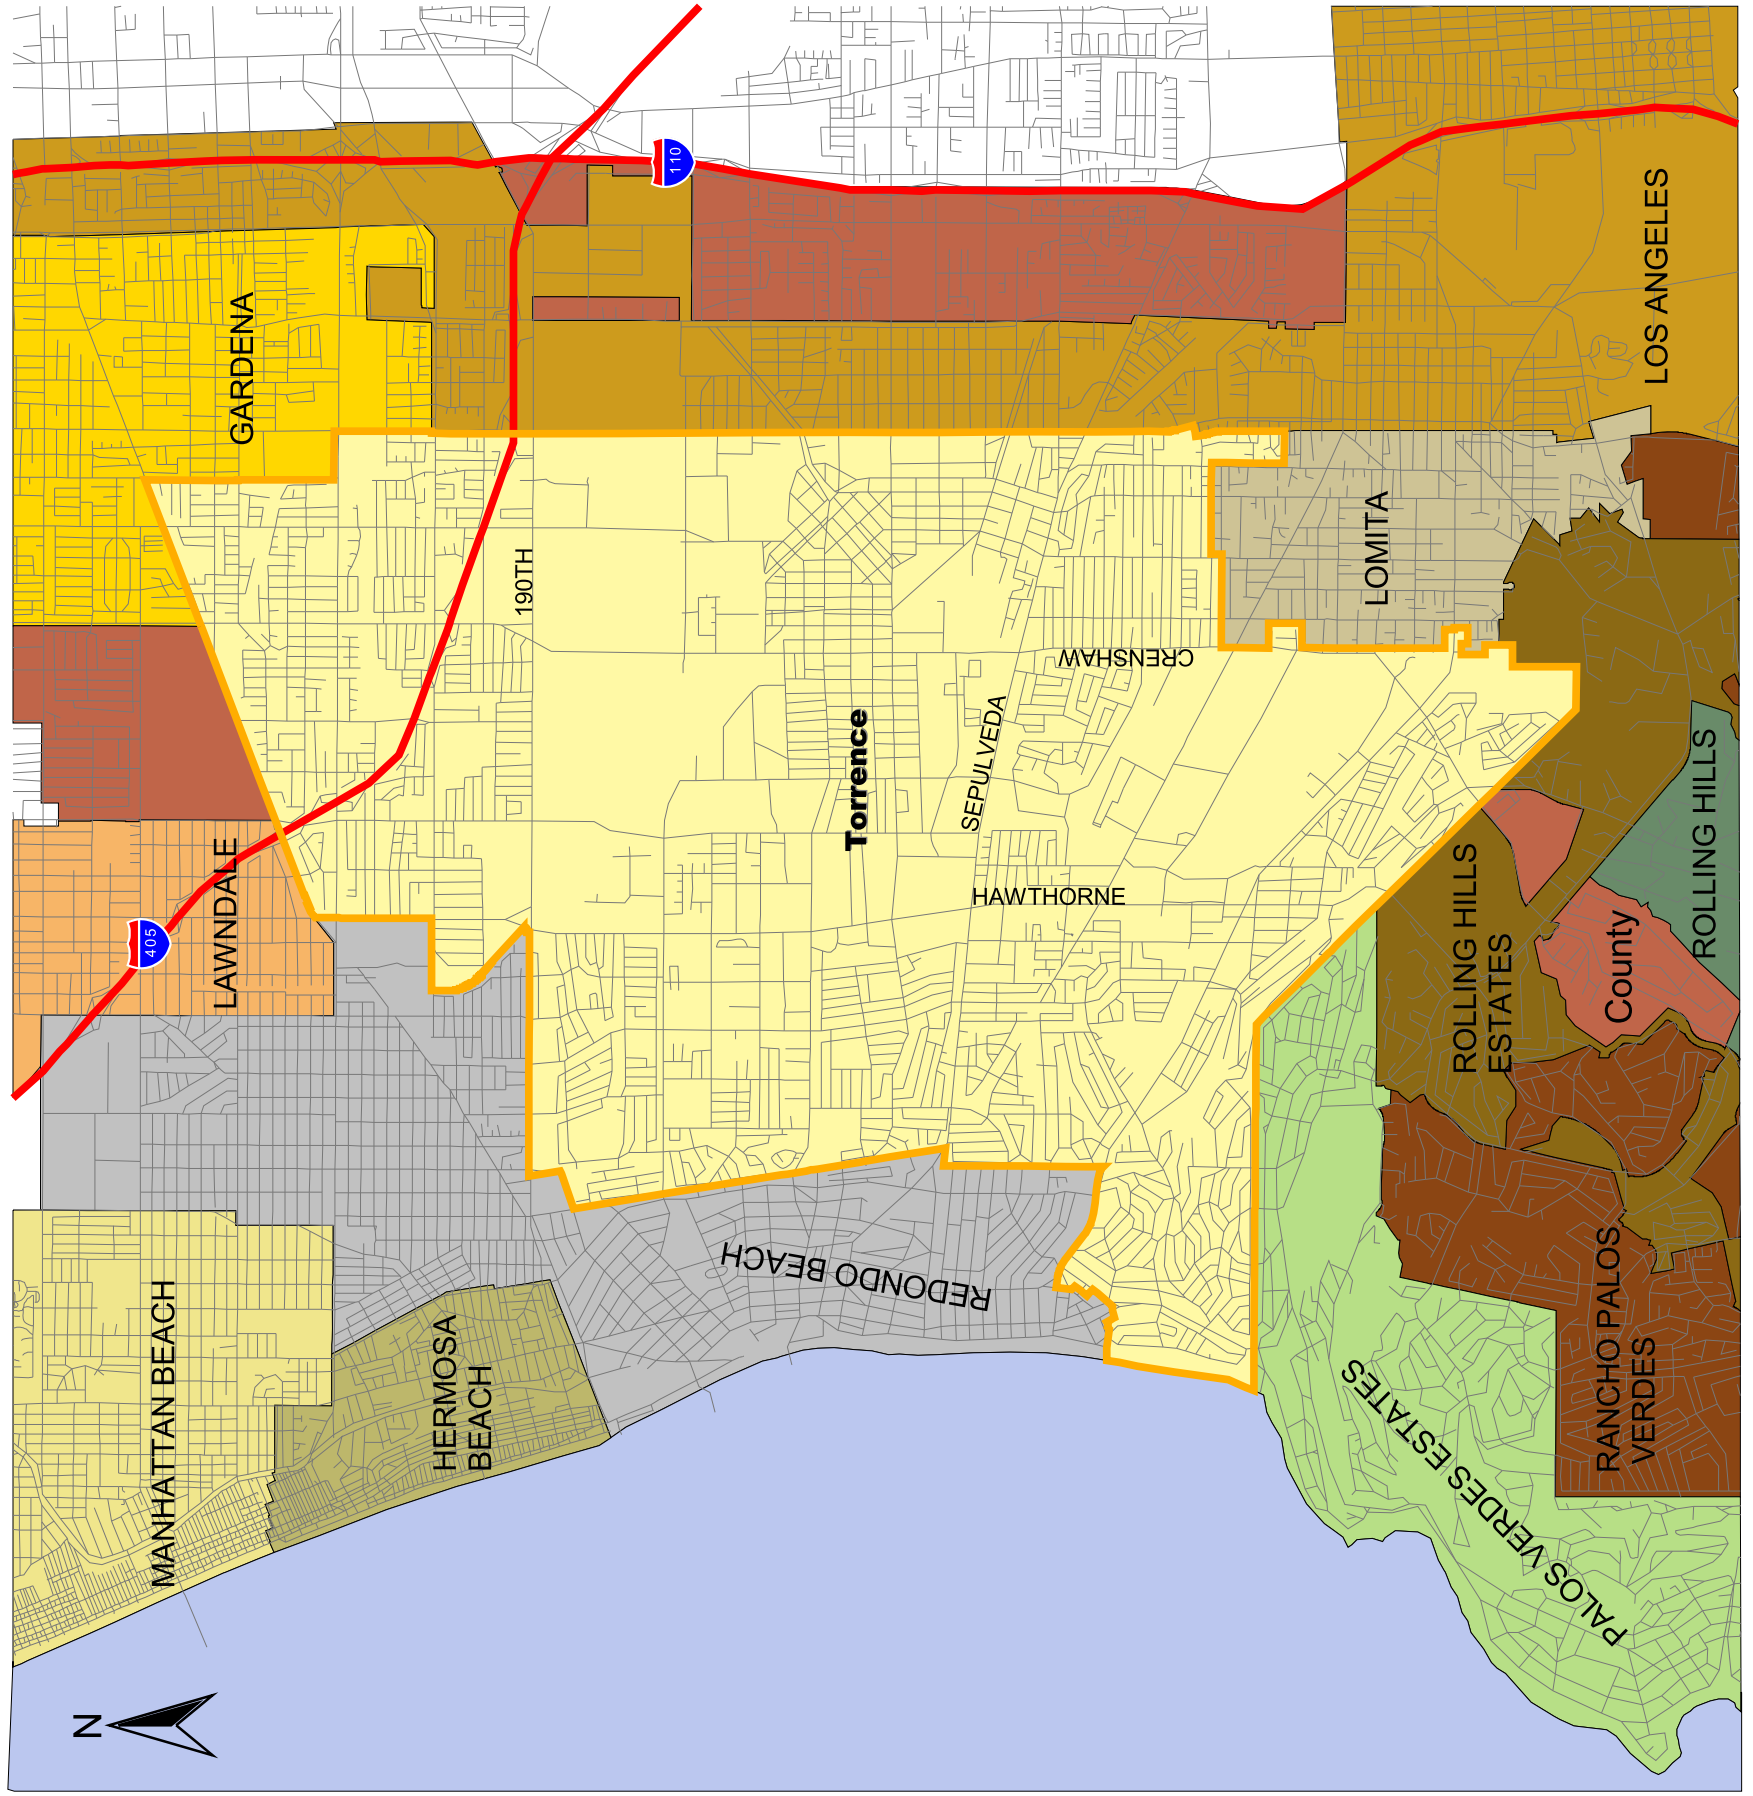 110
LOS ANGELES
GARDENA
LOMITA
190TH
CRENSHAW
Torrence
SEPULVEDA
HAWTHORNE
ROLLING HILLS
LAWNDALE
405
ROLLING HILLS
ESTATES
County
REDONDO BEACH
RANCHO PALOS
VERDES
MANHATTAN BEACH
HERMOSA
BEACH
PALOS VERDES ESTATES
N